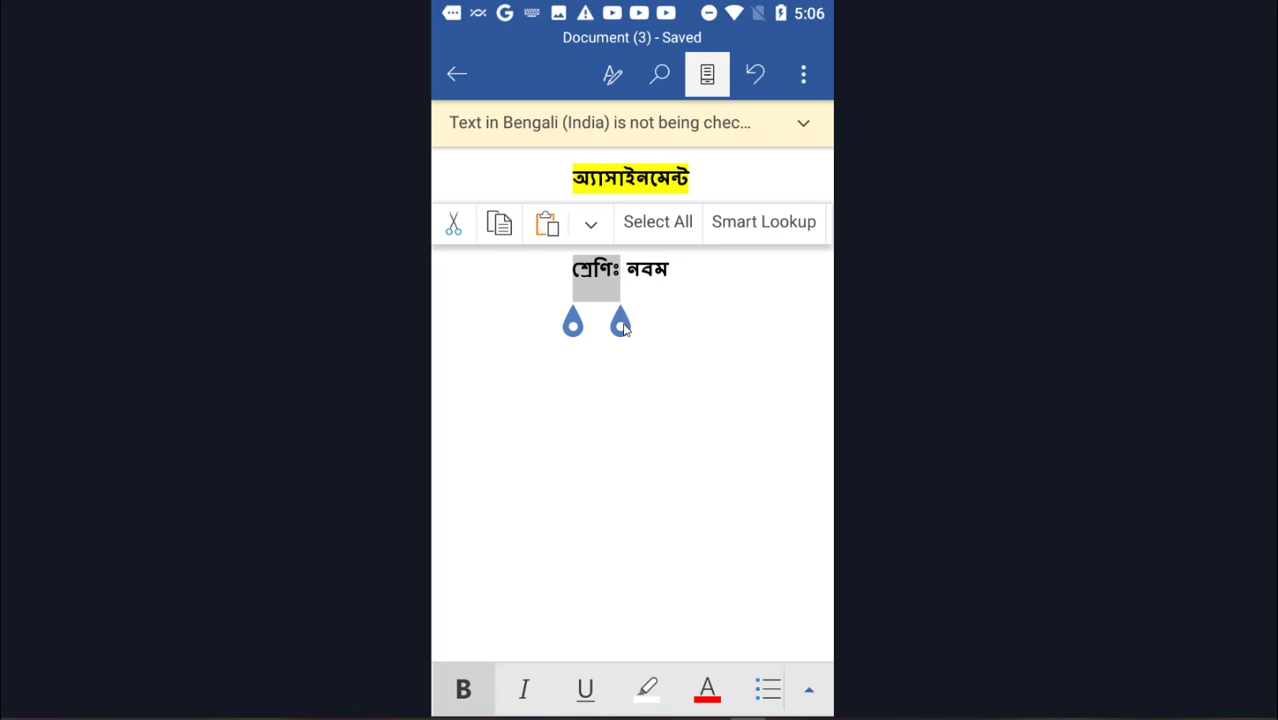 5:06
Document (3) - Saved
Text in Bengali (India) is not being chec...
অ্যাসাইনমেন্ট
Select All Smart Lookup
শ্রেণিঃ নবম
B I U A